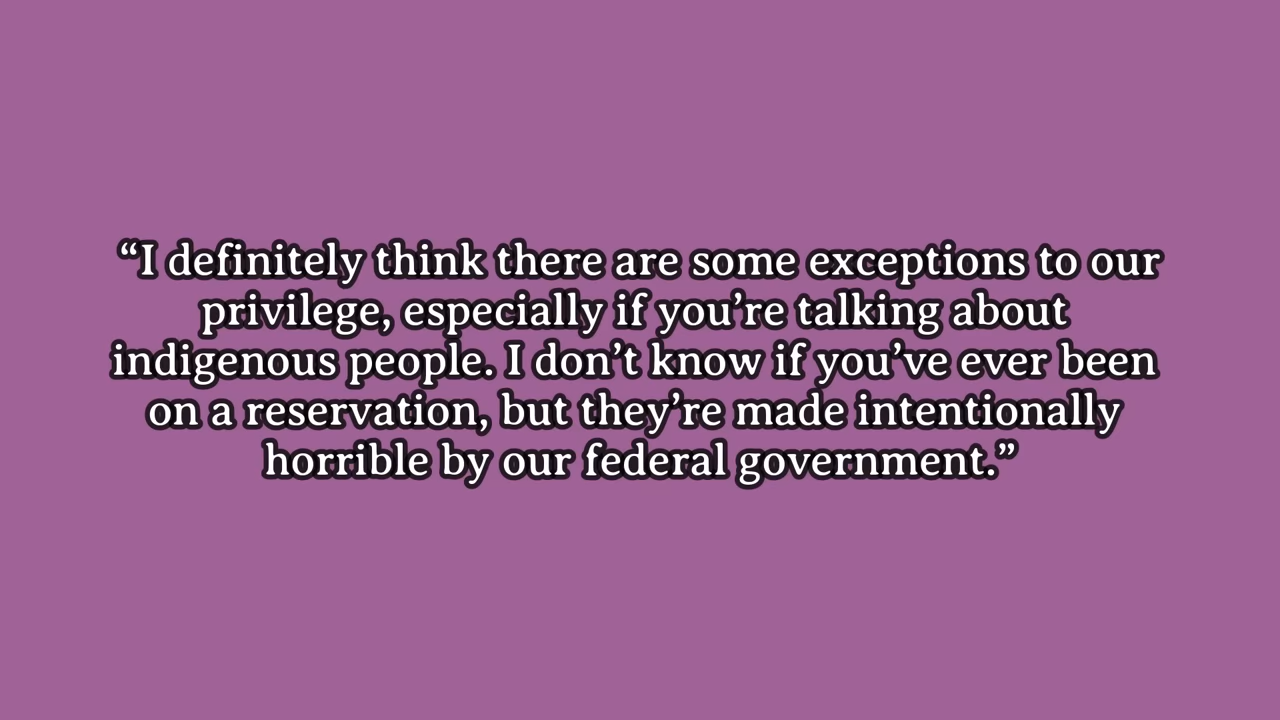 “I definitely think there are some exceptions to our
privilege, especially if you’re talking about
indigenous people. I don’t know if you’ve ever been
on a reservation, but they’re made intentionally
horrible by our federal government.”